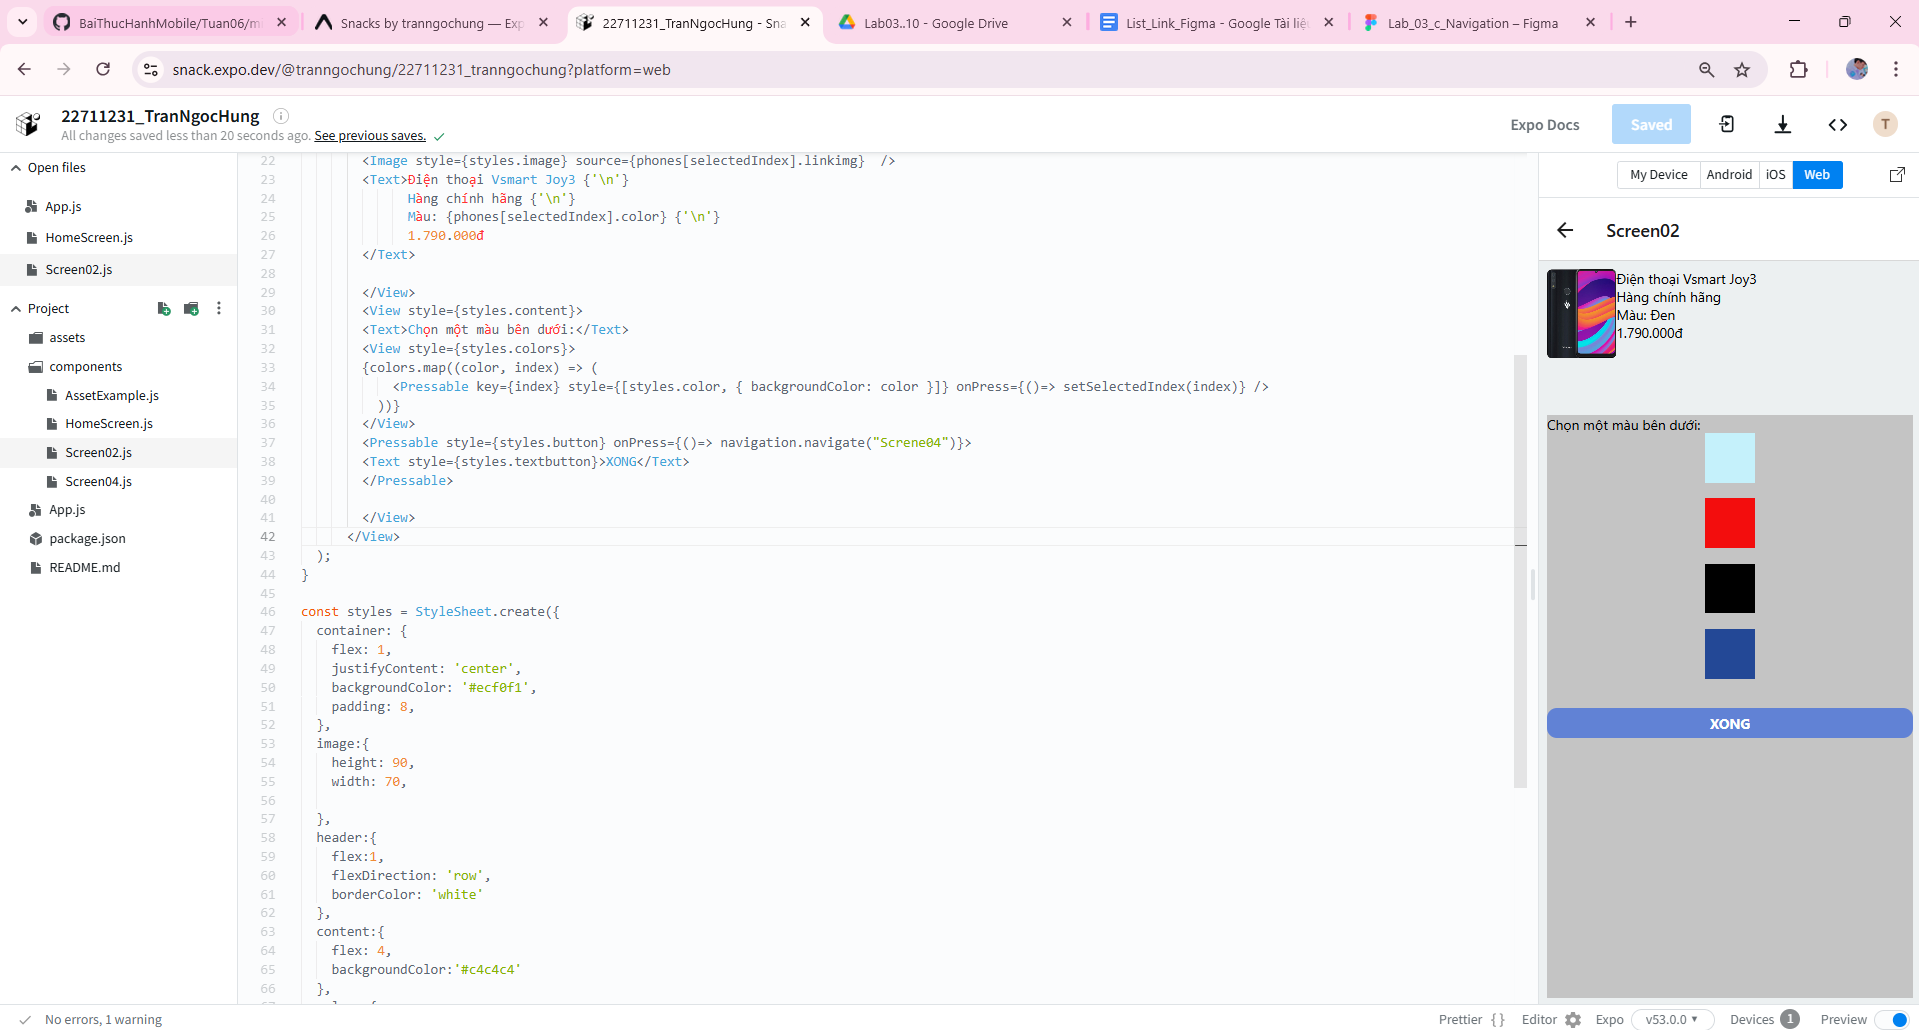 BaiThucHanhMobile/Tuan06/mi
Snacks by tranngochung — Exp
22711231_TranNgocHung - Sna
Lab03..10 - Google Drive
List_Link_Figma - Google Tài liệu
Lab_03_c_Navigation – Figma
snack.expo.dev/@tranngochung/22711231_tranngochung?platform=web
22711231_TranNgocHung
All changes saved less than 20 seconds ago. See previous saves.
Expo Docs
Saved
T
Open files
App.js
HomeScreen.js
Screen02.js
Project
assets
components
AssetExample.js
HomeScreen.js
Screen02.js
Screen04.js
App.js
package.json
README.md
22 <Image style={styles.image} source={phones[selectedIndex].linkimg}  />
23 <Text>Điện thoại Vsmart Joy3 {'\n'}
24 Hàng chính hãng {'\n'}
25 Màu: {phones[selectedIndex].color} {'\n'}
26 1.790.000đ
27 </Text>
28
29 </View>
30 <View style={styles.content}>
31 <Text>Chọn một màu bên dưới:</Text>
32 <View style={styles.colors}>
33 {colors.map((color, index) => (
34 <Pressable key={index} style={[styles.color, { backgroundColor: color }]} onPress={()=> setSelectedIndex(index)} />
35 ))}
36 </View>
37 <Pressable style={styles.button} onPress={()=> navigation.navigate("Screne04")}>
38 <Text style={styles.textbutton}>XONG</Text>
39 </Pressable>
40
41 </View>
42 </View>
43 );
44 }
45
46 const styles = StyleSheet.create({
47 container: {
48 flex: 1,
49 justifyContent: 'center',
50 backgroundColor: '#ecf0f1',
51 padding: 8,
52 },
53 image:{
54 height: 90,
55 width: 70,
56
57 },
58 header:{
59 flex:1,
60 flexDirection: 'row',
61 borderColor: 'white'
62 },
63 content:{
64 flex: 4,
65 backgroundColor:'#c4c4c4'
66 },
My Device
Android
iOS
Web
Screen02
Điện thoại Vsmart Joy3
Hàng chính hãng
Màu: Đen
1.790.000đ
Chọn một màu bên dưới:
XONG
No errors, 1 warning
Prettier { }
Editor
Expo
v53.0.0
Devices 1
Preview